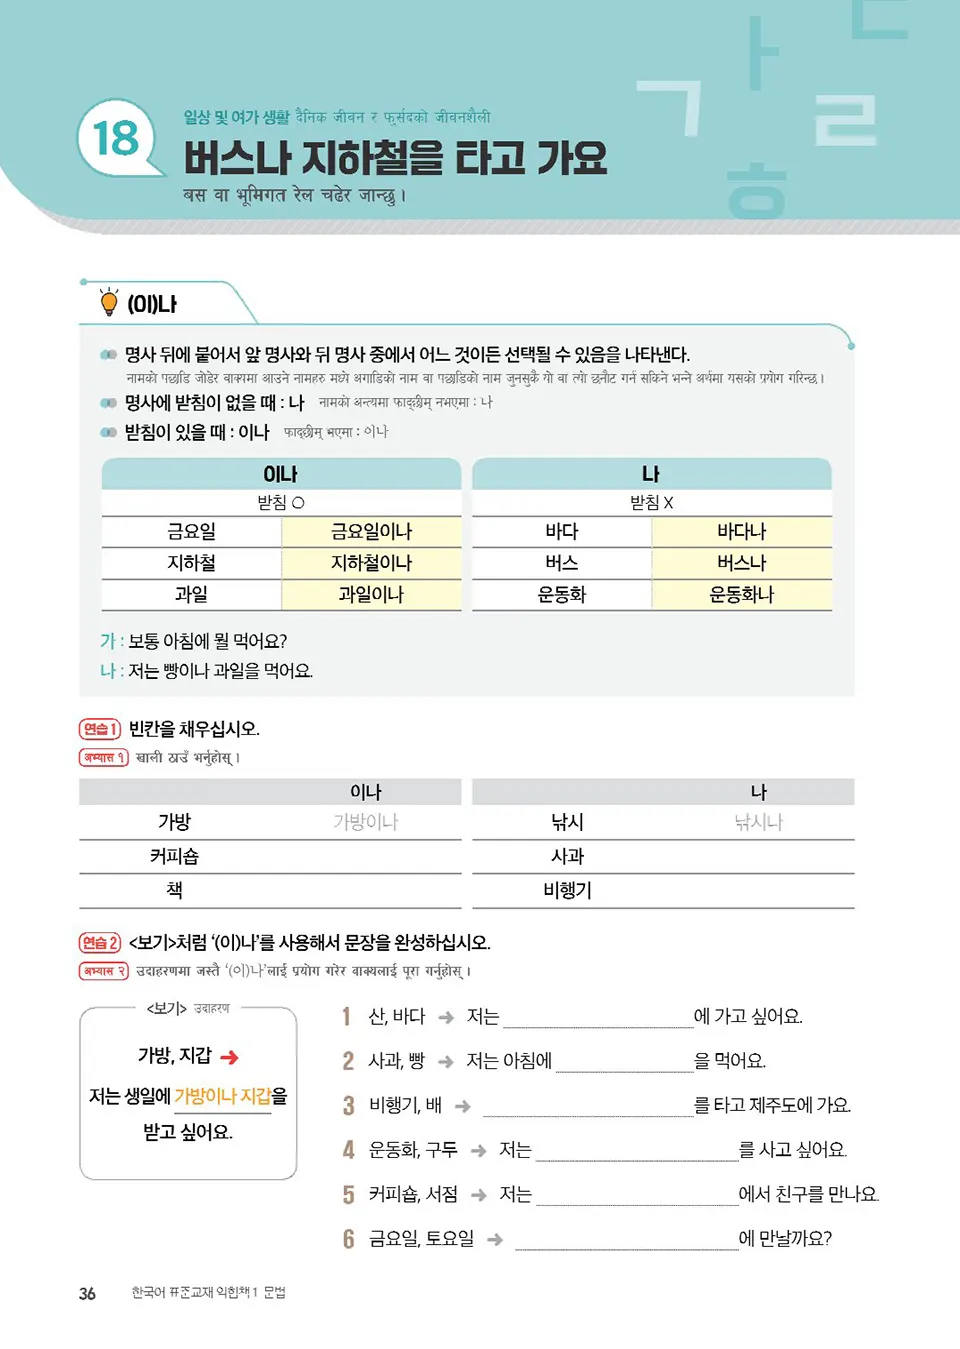 18
일상 및 여가 생활 दैनिक जीवन र फुर्सदको जीवनशैली
버스나 지하철을 타고 가요
बस वा भूमिगत रेल चढेर जान्छु ।
ㄱ ㅏ ㄷ ㄹ ㅎ
(이)나
명사 뒤에 붙어서 앞 명사와 뒤 명사 중에서 어느 것이든 선택될 수 있음을 나타낸다.
नामको पछाडि जोडेर वाक्यमा आउने नामहरु मध्ये अगाडिको नाम वा पछाडिको नाम जुनसुकै यो वा त्यो छनौट गर्न सकिने भन्ने अर्थमा यसको प्रयोग गरिन्छ ।
명사에 받침이 없을 때 : 나 नामको अन्त्यमा फाद्छीम् नभएमा : 나
받침이 있을 때 : 이나 फाद्छीम् भएमा : 이나
이나 나
받침 ○ 받침 X
금요일 금요일이나 바다 바다나
지하철 지하철이나 버스 버스나
과일 과일이나 운동화 운동화나
가 : 보통 아침에 뭘 먹어요?
나 : 저는 빵이나 과일을 먹어요.
연습 1 빈칸을 채우십시오.
अभ्यास १ खाली ठाउँ भर्नुहोस् ।
이나 나
가방 가방이나 낚시 낚시나
커피숍 사과
책 비행기
연습 2 <보기>처럼 '(이)나'를 사용해서 문장을 완성하십시오.
अभ्यास २ उदाहरणमा जस्तै '(이)나'लाई प्रयोग गरेर वाक्यलाई पूरा गर्नुहोस् ।
<보기> उदाहरण
가방, 지갑 ➔
저는 생일에 가방이나 지갑을
받고 싶어요.
1 산, 바다 ➔ 저는 에 가고 싶어요.
2 사과, 빵 ➔ 저는 아침에 을 먹어요.
3 비행기, 배 ➔ 를 타고 제주도에 가요.
4 운동화, 구두 ➔ 저는 를 사고 싶어요.
5 커피숍, 서점 ➔ 저는 에서 친구를 만나요.
6 금요일, 토요일 ➔ 에 만날까요?
36 한국어 표준교재 익힘책 1 문법